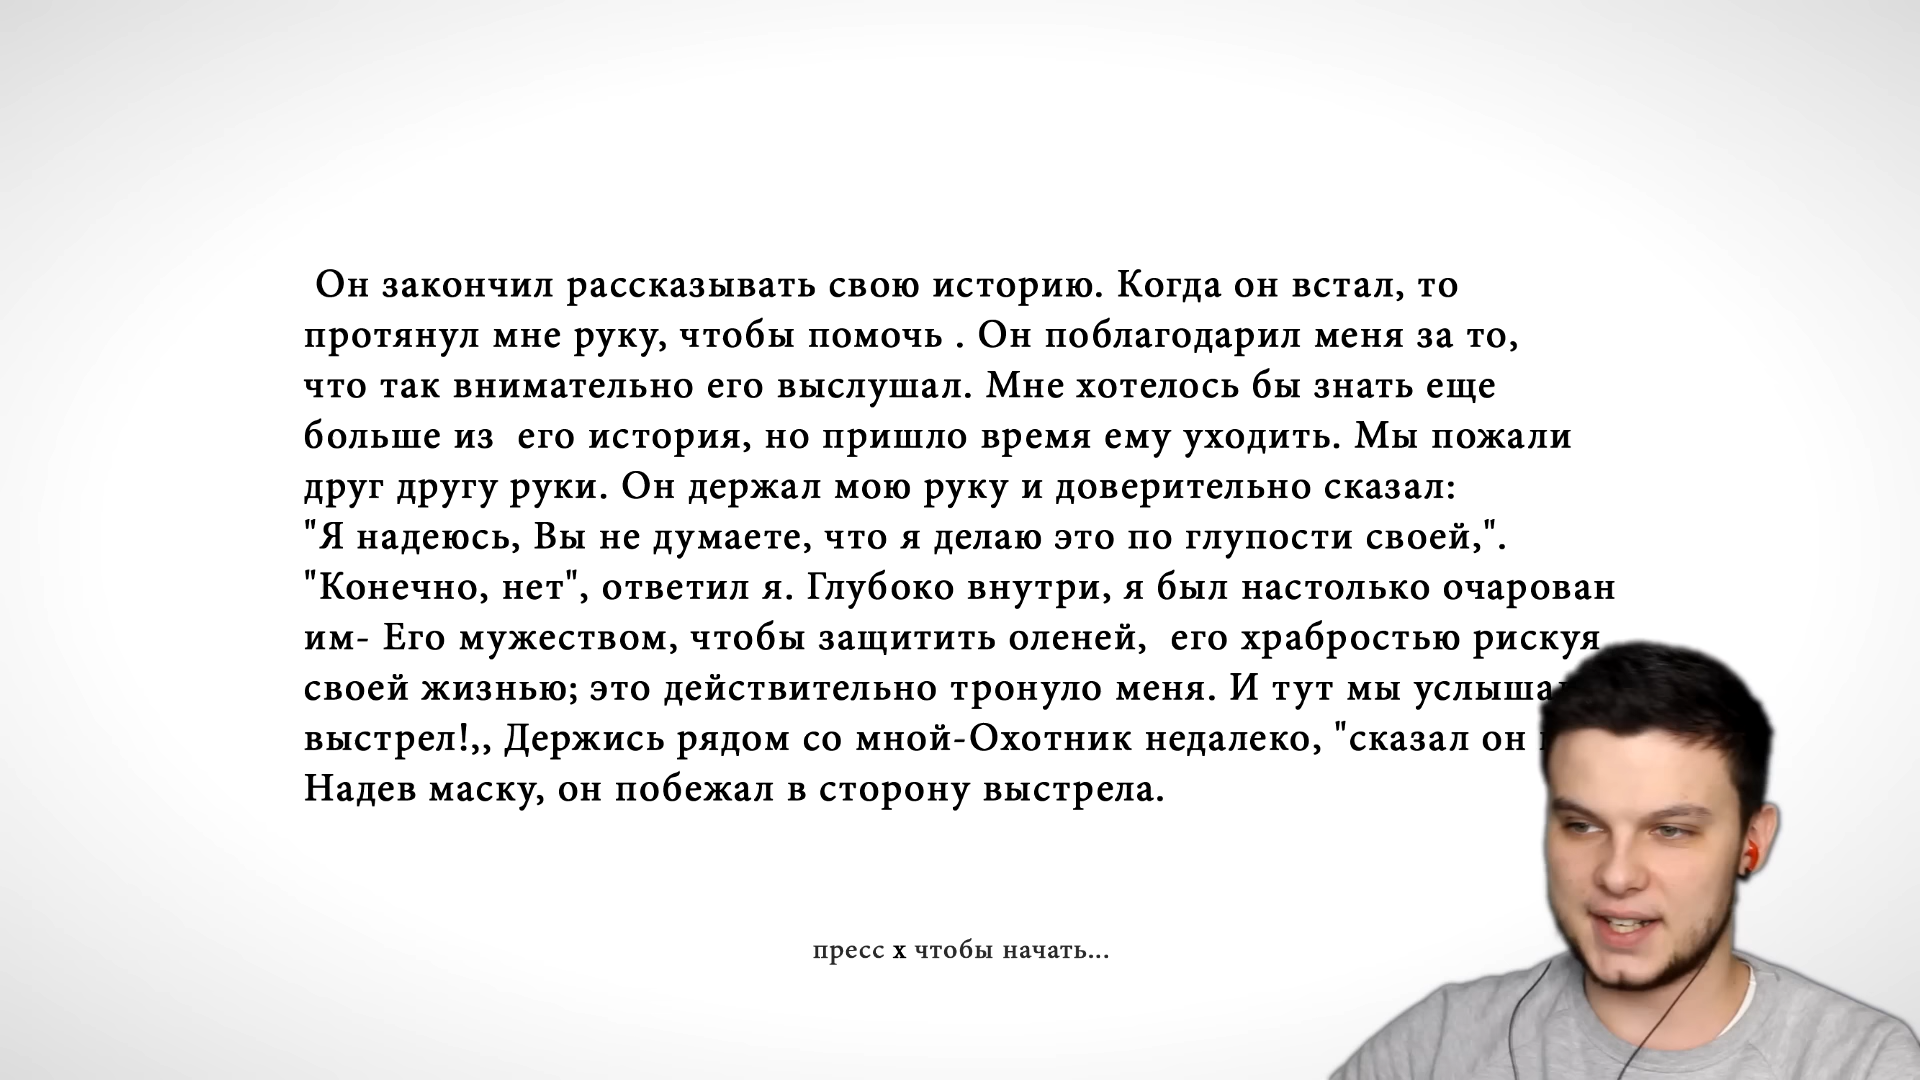 Он закончил рассказывать свою историю. Когда он встал, то
протянул мне руку, чтобы помочь . Он поблагодарил меня за то,
что так внимательно его выслушал. Мне хотелось бы знать еще
больше из  его история, но пришло время ему уходить. Мы пожали
друг другу руки. Он держал мою руку и доверительно сказал:
"Я надеюсь, Вы не думаете, что я делаю это по глупости своей,".
"Конечно, нет", ответил я. Глубоко внутри, я был настолько очарован
им- Его мужеством, чтобы защитить оленей,  его храбростью рискуя
своей жизнью; это действительно тронуло меня. И тут мы
выстрел!,, Держись рядом со мной-Охотник недалеко, "сказал он
Надев маску, он побежал в сторону выстрела.
пресс x чтобы начать...